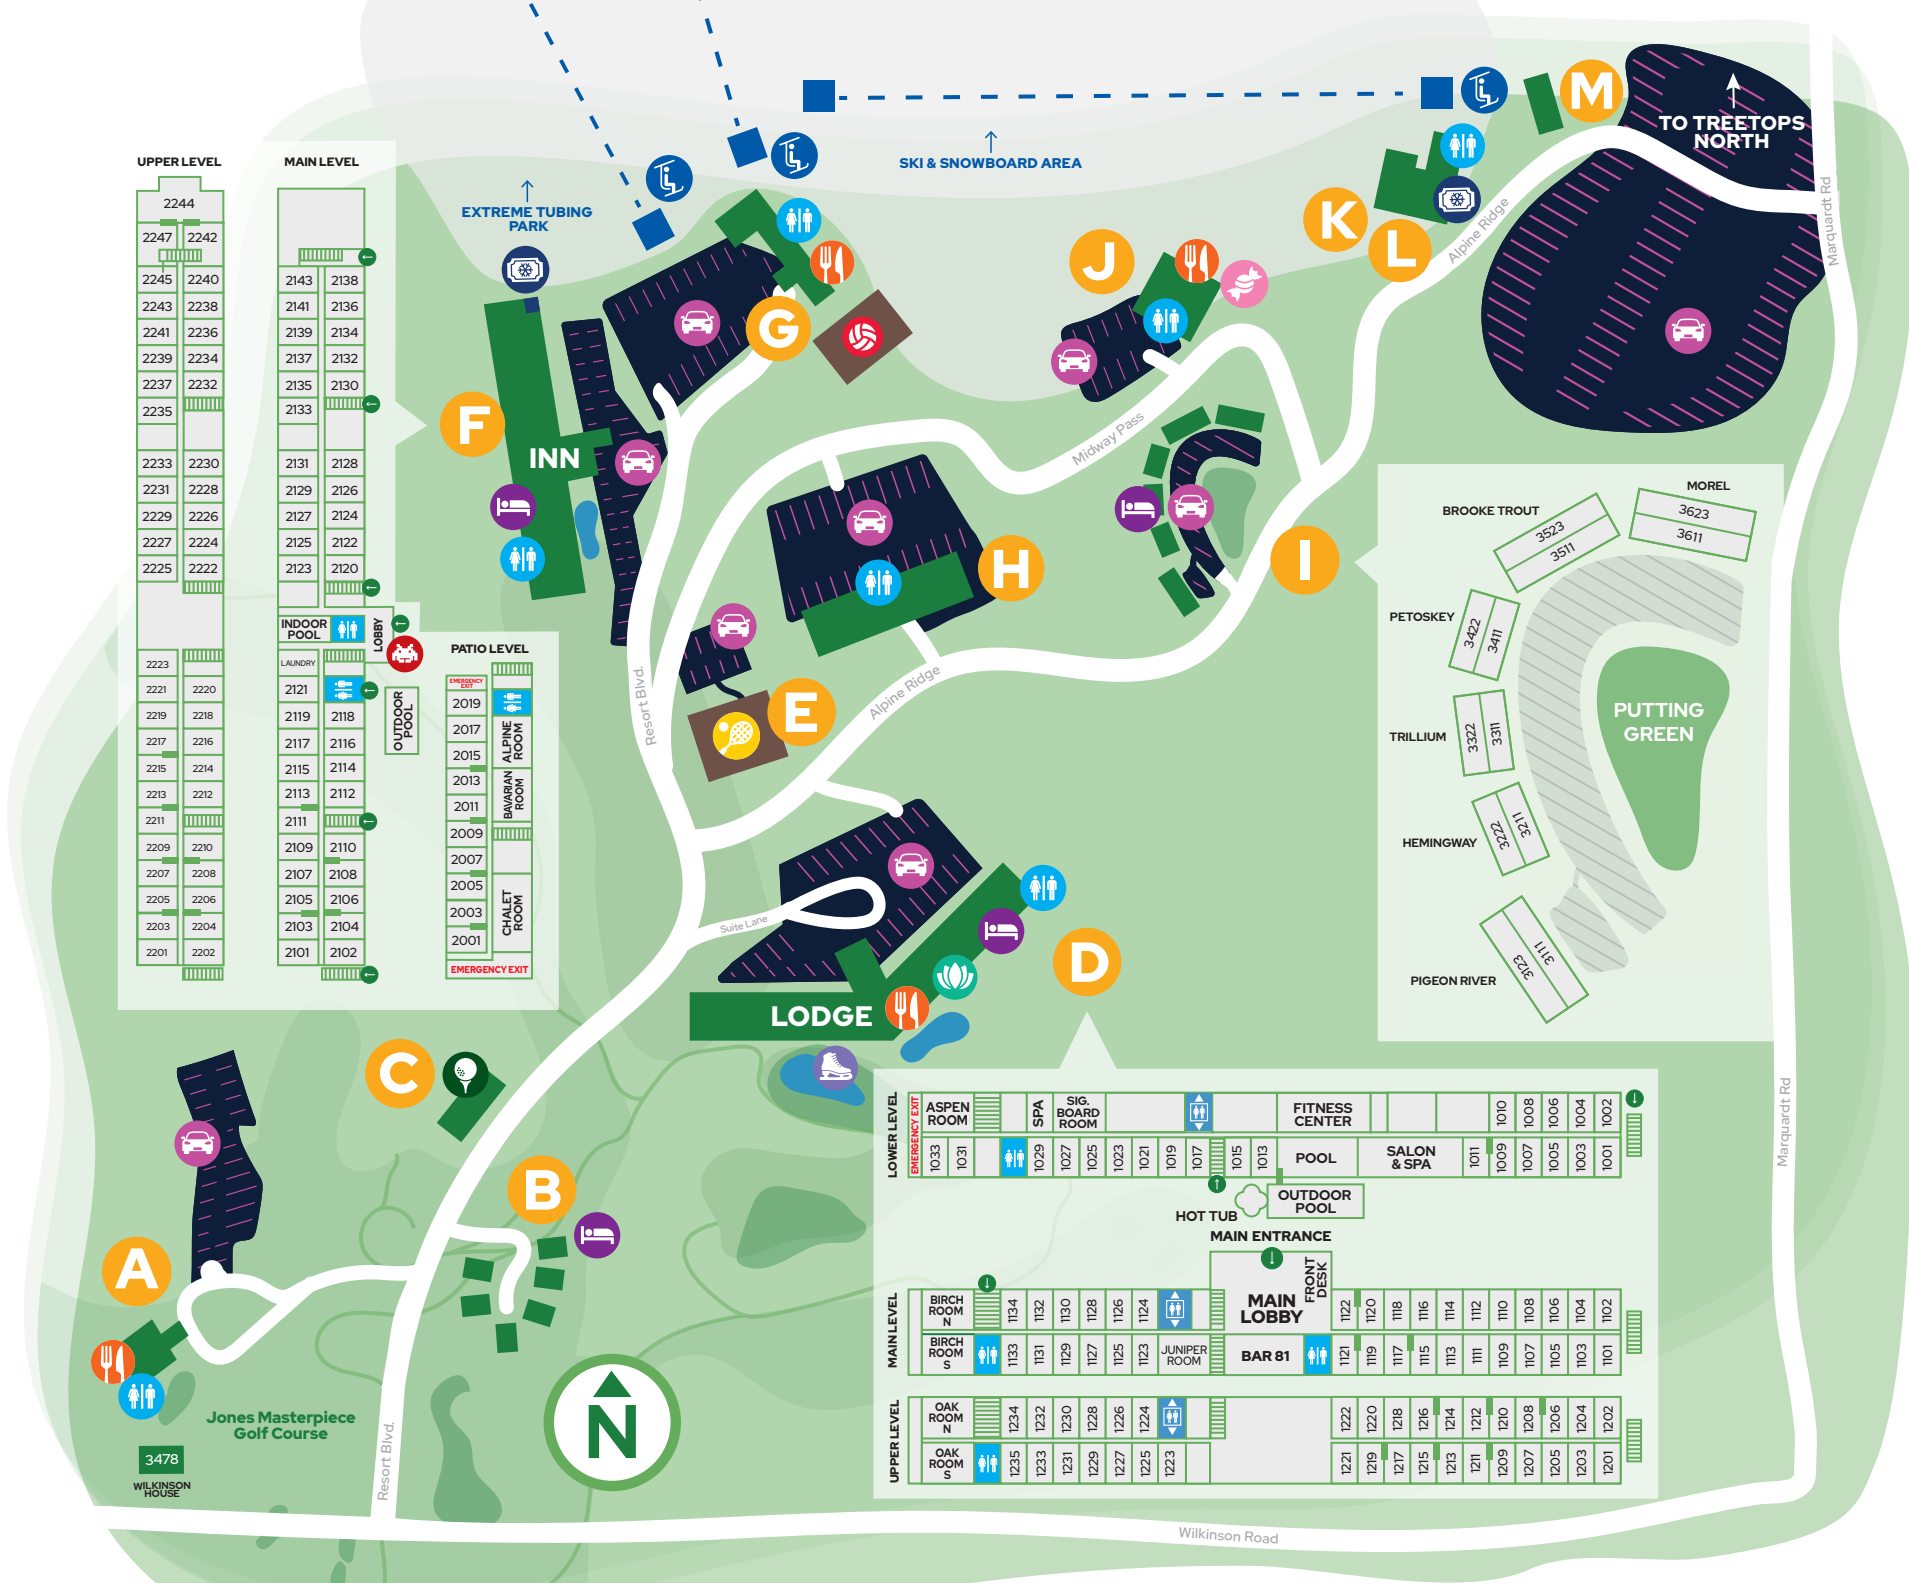 TO TREETOPS
NORTH
M
SKI & SNOWBOARD AREA
EXTREME TUBING
PARK
K
L
J
G
F
INN
H
I
E
D
LODGE
C
B
A
N
Alpine Ridge
Marquardt Rd
Midway Pass
Resort Blvd.
Alpine Ridge
Suite Lane
Marquardt Rd
Resort Blvd.
Wilkinson Road
Jones Masterpiece
Golf Course
3478
WILKINSON
HOUSE
UPPER LEVEL
2244
2247 2242
2245 2240
2243 2238
2241 2236
2239 2234
2237 2232
2235
2233 2230
2231 2228
2229 2226
2227 2224
2225 2222
2223
2221 2220
2219 2218
2217 2216
2215 2214
2213 2212
2211
2209 2210
2207 2208
2205 2206
2203 2204
2201 2202
MAIN LEVEL
2143 2138
2141 2136
2139 2134
2137 2132
2135 2130
2133
2131 2128
2129 2126
2127 2124
2125 2122
2123 2120
INDOOR
POOL
LOBBY
LAUNDRY
2121
2119 2118
2117 2116
2115 2114
2113 2112
2111
2109 2110
2107 2108
2105 2106
2103 2104
2101 2102
OUTDOOR
POOL
PATIO LEVEL
EMERGENCY
EXIT
2019
2017
2015
2013
2011
2009
2007
2005
2003
2001
ALPINE
ROOM
BAVARIAN
ROOM
CHALET
ROOM
EMERGENCY EXIT
MOREL
3623
3611
BROOKE TROUT
3523
3511
PETOSKEY
3422
3411
TRILLIUM
3322
3311
HEMINGWAY
3222
3211
PIGEON RIVER
3123
3111
PUTTING
GREEN
LOWER LEVEL
EMERGENCY EXIT
ASPEN
ROOM
SPA
SIG.
BOARD
ROOM
FITNESS
CENTER
1010 1008 1006 1004 1002
1033 1031 1029 1027 1025 1023 1021 1019 1017 1015 1013
POOL
SALON
& SPA
1011 1009 1007 1005 1003 1001
HOT TUB
OUTDOOR
POOL
MAIN ENTRANCE
MAIN LEVEL
BIRCH
ROOM
N
1134 1132 1130 1128 1126 1124
MAIN
LOBBY
FRONT
DESK
1122 1120 1118 1116 1114 1112 1110 1108 1106 1104 1102
BIRCH
ROOM
S
1133 1131 1129 1127 1125 1123
JUNIPER
ROOM
BAR 81
1121 1119 1117 1115 1113 1111 1109 1107 1105 1103 1101
UPPER LEVEL
OAK
ROOM
N
1234 1232 1230 1228 1226 1224
1222 1220 1218 1216 1214 1212 1210 1208 1206 1204 1202
OAK
ROOM
S
1235 1233 1231 1229 1227 1225 1223
1221 1219 1217 1215 1213 1211 1209 1207 1205 1203 1201